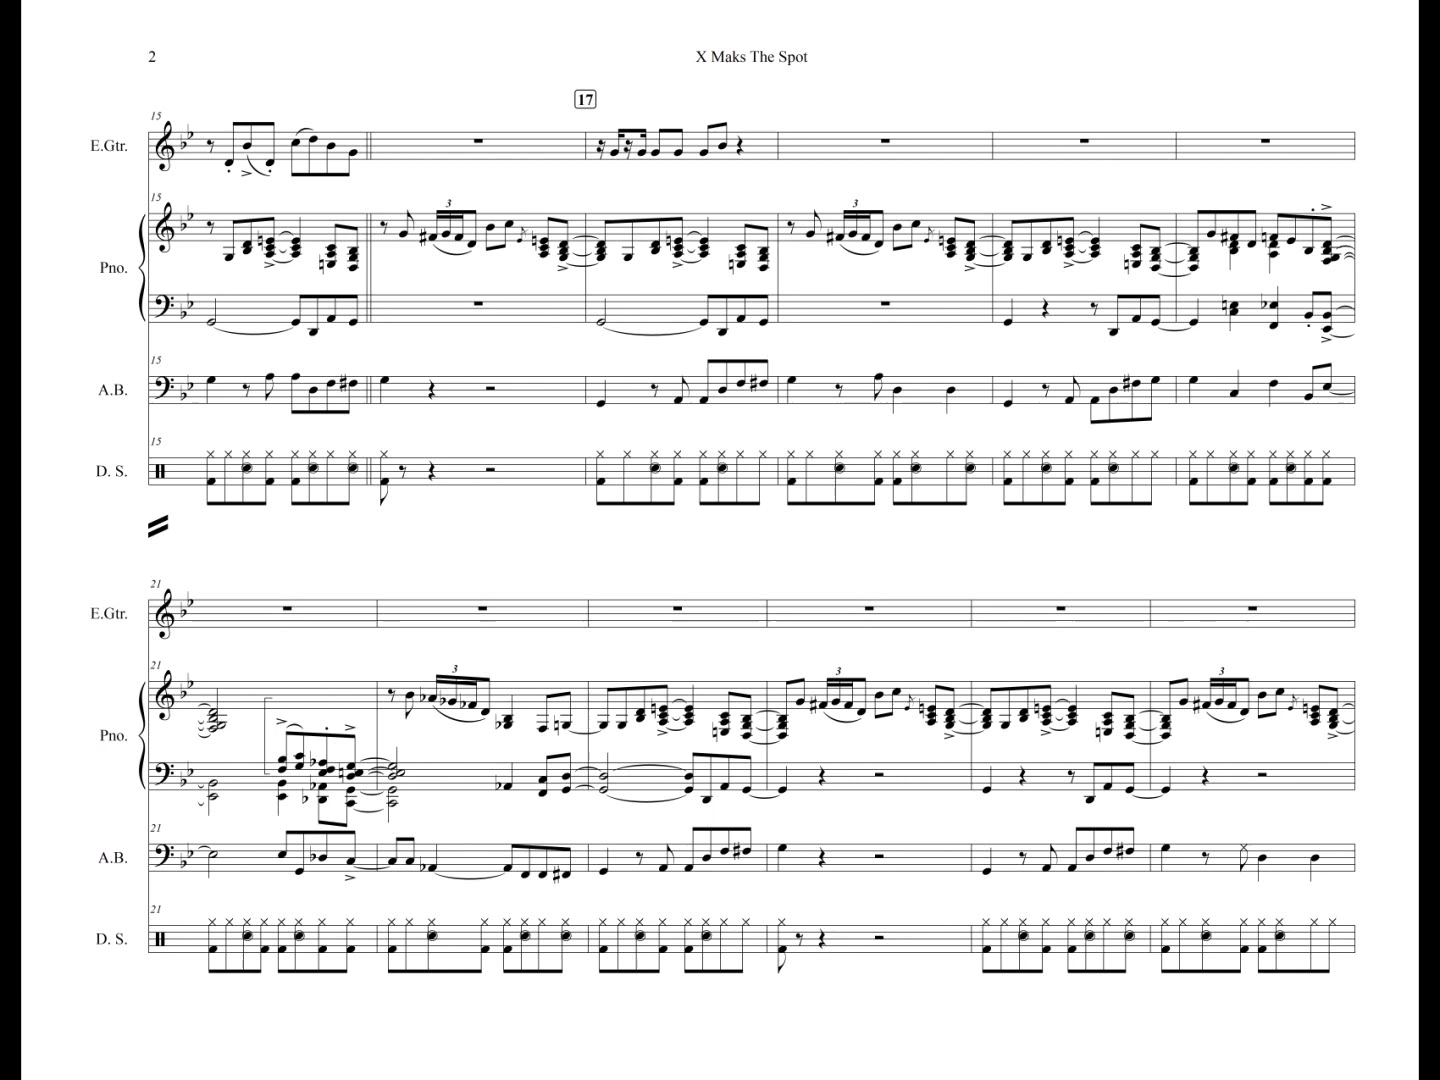 2
X Maks The Spot
17
15
E.Gtr.
15
3
3
Pno.
15
A.B.
15
D. S.
21
E.Gtr.
21
3
3
3
Pno.
21
A.B.
21
D. S.